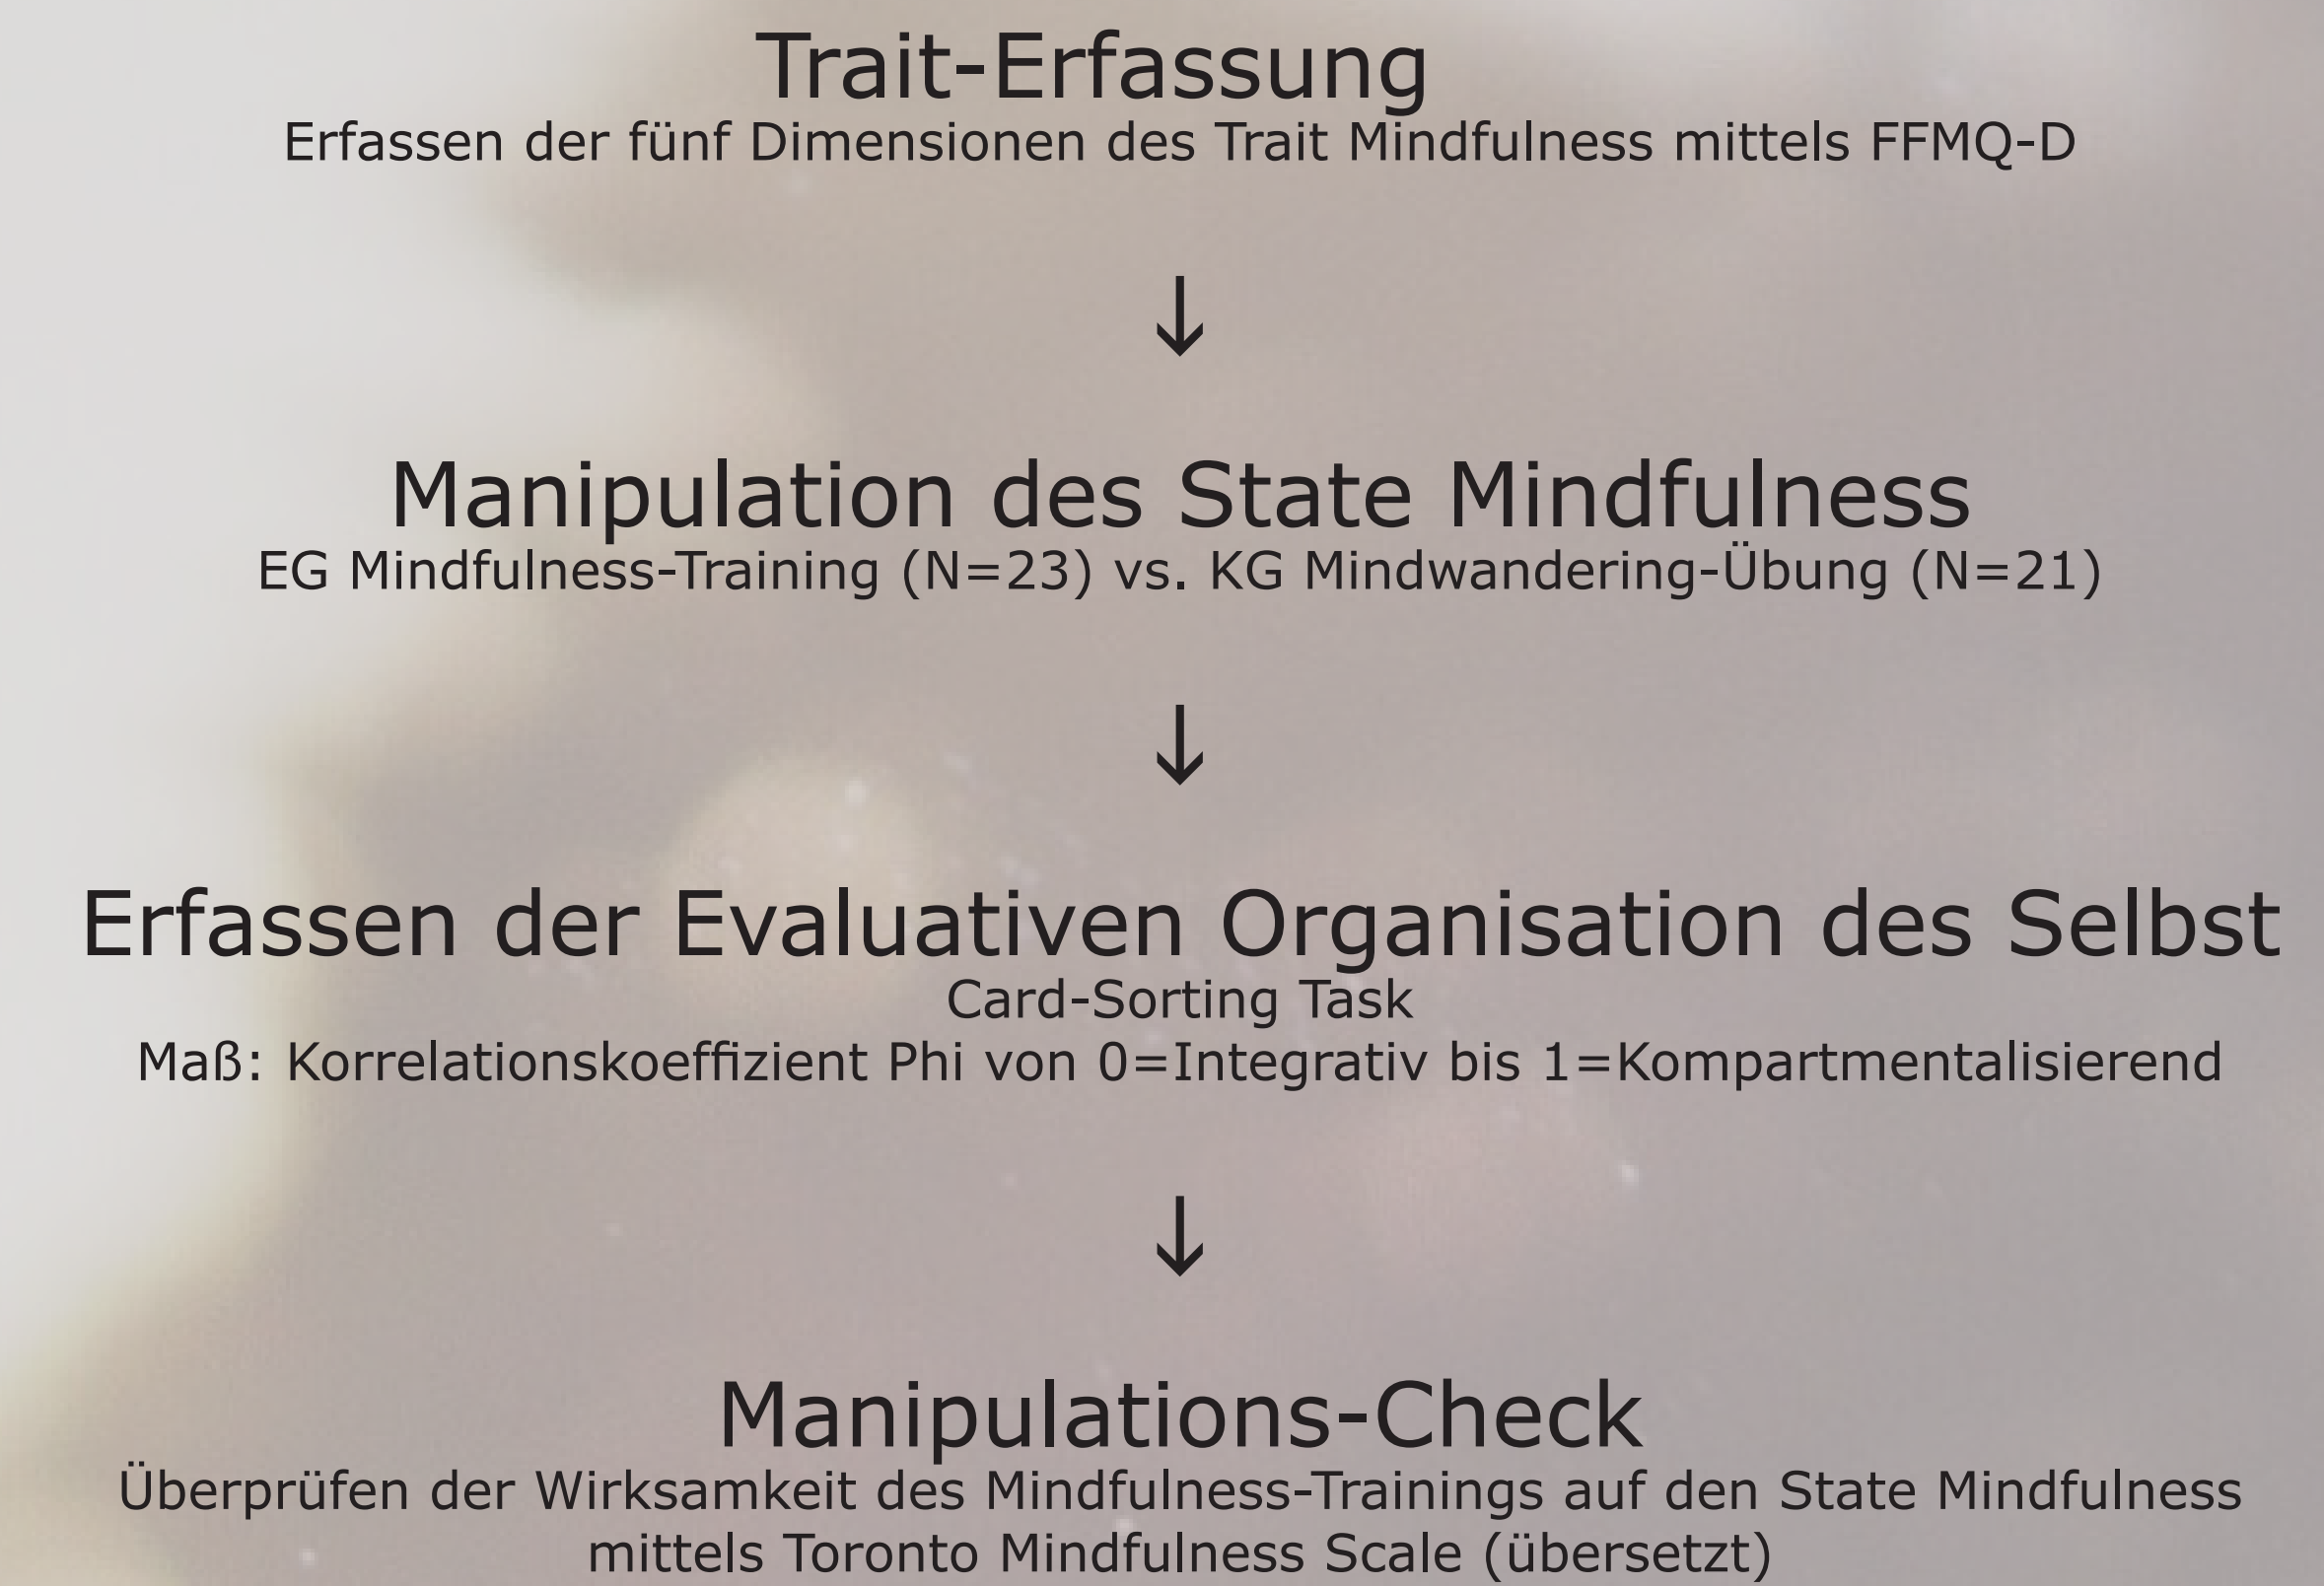 Trait-Erfassung
Erfassen der fünf Dimensionen des Trait Mindfulness mittels FFMQ-D
↓
Manipulation des State Mindfulness
EG Mindfulness-Training (N=23) vs. KG Mindwandering-Übung (N=21)
↓
Erfassen der Evaluativen Organisation des Selbst
Card-Sorting Task
Maß: Korrelationskoeffizient Phi von 0=Integrativ bis 1=Kompartmentalisierend
↓
Manipulations-Check
Überprüfen der Wirksamkeit des Mindfulness-Trainings auf den State Mindfulness
mittels Toronto Mindfulness Scale (übersetzt)